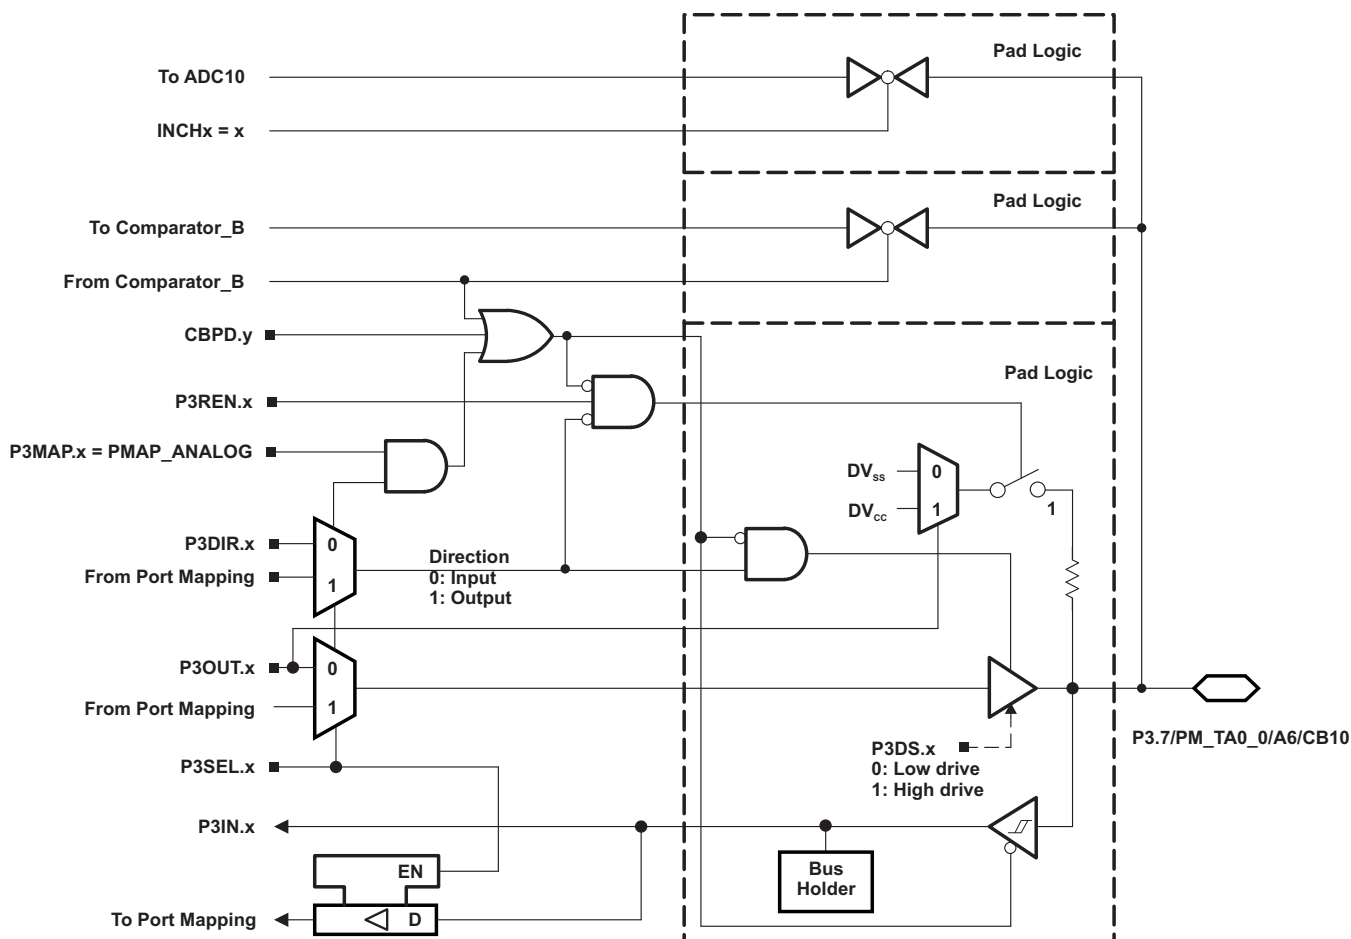 Pad Logic
To ADC10
INCHx = x
Pad Logic
To Comparator_B
From Comparator_B
CBPD.y
Pad Logic
P3REN.x
P3MAP.x = PMAP_ANALOG
DVss
0
DVcc
1
1
P3DIR.x
0
Direction
From Port Mapping
1
0: Input
1: Output
P3OUT.x
0
From Port Mapping
1
P3.7/PM_TA0_0/A6/CB10
P3DS.x
0: Low drive
1: High drive
P3SEL.x
P3IN.x
EN
Bus
Holder
To Port Mapping
D